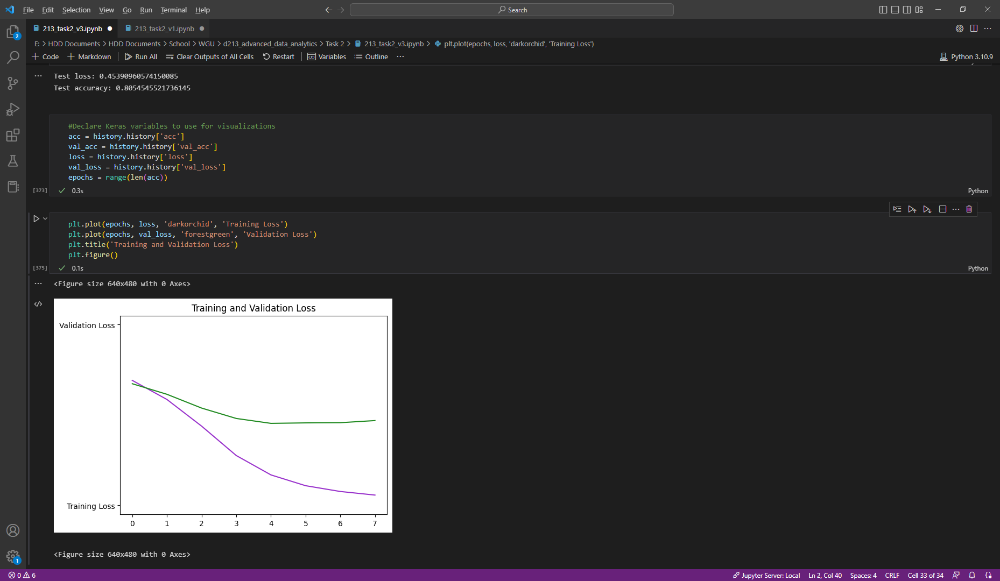 File Edit Selection View Go Run Terminal Help
Search
213_task2_v3.ipynb 213_task2_v1.ipynb
2
E: > HDD Documents > HDD Documents > School > WGU > d213_advanced_data_analytics > Task 2 > 213_task2_v3.ipynb > plt.plot(epochs, loss, 'darkorchid', 'Training Loss')
+ Code + Markdown Run All Clear Outputs of All Cells Restart Variables Outline ...
Python 3.10.9
Test loss: 0.45390960574150085
Test accuracy: 0.8054545521736145
#Declare Keras variables to use for visualizations
acc = history.history['acc']
val_acc = history.history['val_acc']
loss = history.history['loss']
val_loss = history.history['val_loss']
epochs = range(len(acc))
[373] 0.3s Python
plt.plot(epochs, loss, 'darkorchid', 'Training Loss')
plt.plot(epochs, val_loss, 'forestgreen', 'Validation Loss')
plt.title('Training and Validation Loss')
plt.figure()
[375] 0.1s Python
<Figure size 640x480 with 0 Axes>
Training and Validation Loss
Validation Loss
Training Loss
0 1 2 3 4 5 6 7
<Figure size 640x480 with 0 Axes>
1
0 6 Jupyter Server: Local Ln 2, Col 40 Spaces: 4 CRLF Cell 33 of 34